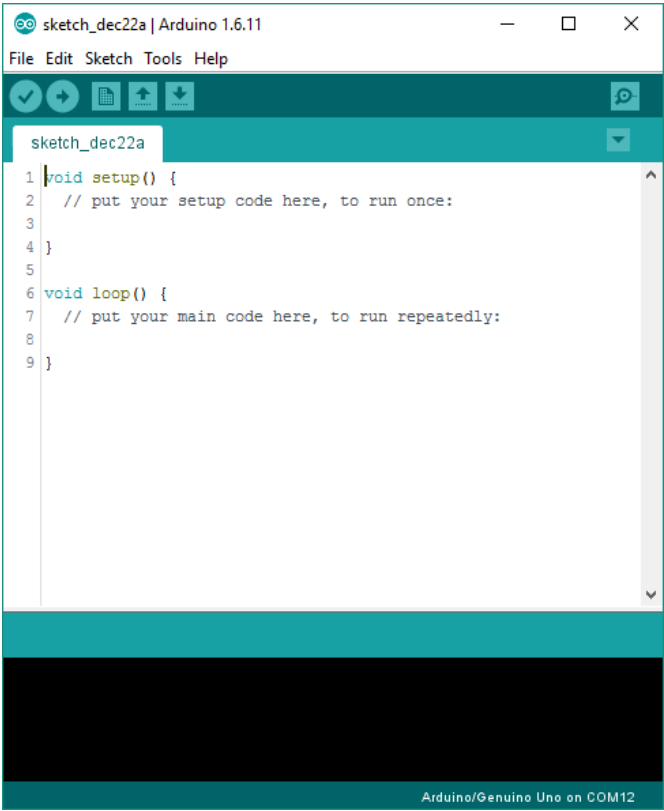 sketch_dec22a | Arduino 1.6.11
File Edit Sketch Tools Help
sketch_dec22a
1 void setup() {
2   // put your setup code here, to run once:
3
4 }
5
6 void loop() {
7   // put your main code here, to run repeatedly:
8
9 }
Arduino/Genuino Uno on COM12